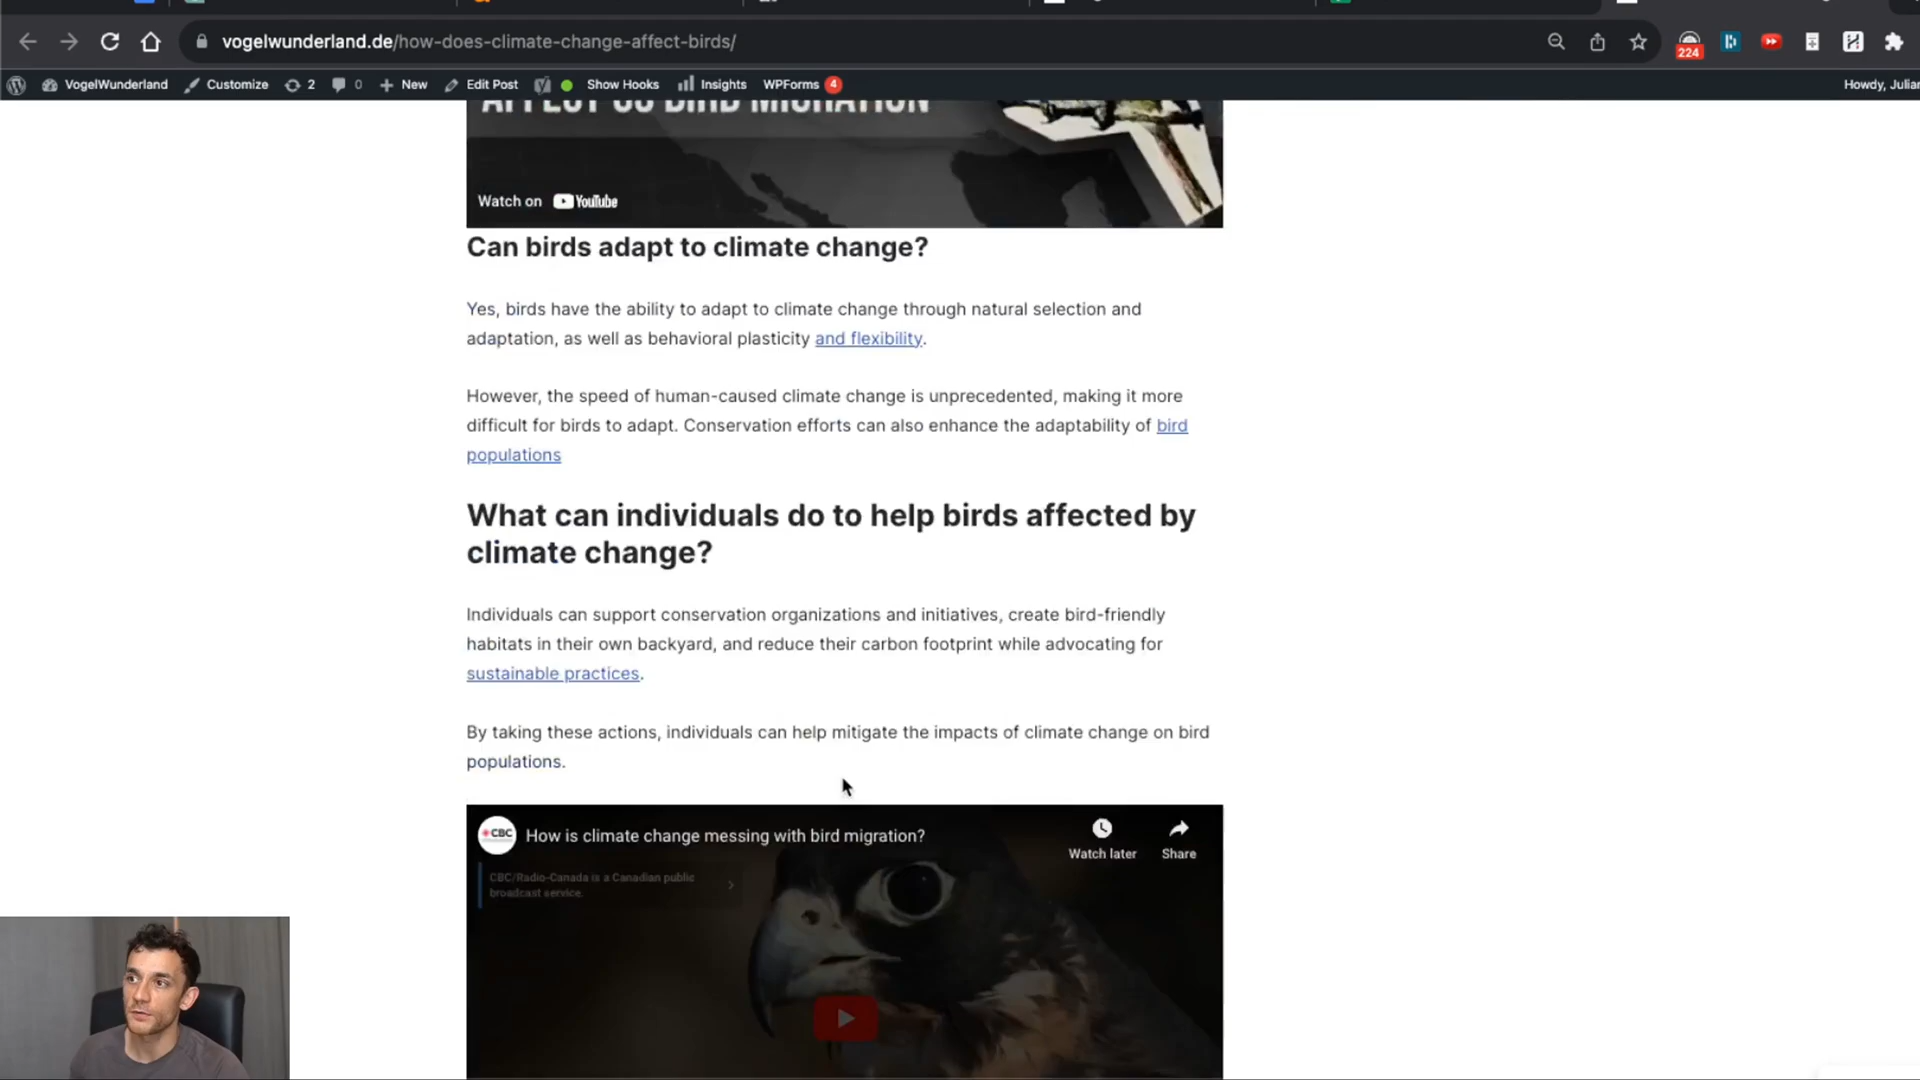 vogelwunderland.de/how-does-climate-change-affect-birds/
224
VogelWunderland Customize 2 0 New Edit Post Show Hooks Insights WPForms 4 Howdy, Julian
AFFECT US BIRD MIGRATION
Watch on YouTube
Can birds adapt to climate change?
Yes, birds have the ability to adapt to climate change through natural selection and
adaptation, as well as behavioral plasticity and flexibility.
However, the speed of human-caused climate change is unprecedented, making it more
difficult for birds to adapt. Conservation efforts can also enhance the adaptability of bird
populations
What can individuals do to help birds affected by
climate change?
Individuals can support conservation organizations and initiatives, create bird-friendly
habitats in their own backyard, and reduce their carbon footprint while advocating for
sustainable practices.
By taking these actions, individuals can help mitigate the impacts of climate change on bird
populations.
CBC How is climate change messing with bird migration?
Watch later Share
CBC/Radio-Canada is a Canadian public
broadcast service.